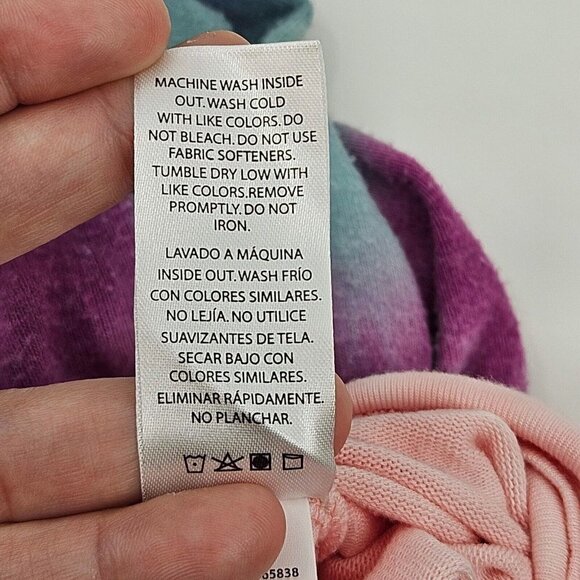 MACHINE WASH INSIDE
OUT. WASH COLD
WITH LIKE COLORS. DO
NOT BLEACH. DO NOT USE
FABRIC SOFTENERS.
TUMBLE DRY LOW WITH
LIKE COLORS.REMOVE
PROMPTLY. DO NOT
IRON.
LAVADO A MÁQUINA
INSIDE OUT. WASH FRÍO
CON COLORES SIMILARES.
NO LEJÍA. NO UTILICE
SUAVIZANTES DE TELA.
SECAR BAJO CON
COLORES SIMILARES.
ELIMINAR RÁPIDAMENTE.
NO PLANCHAR.
5838